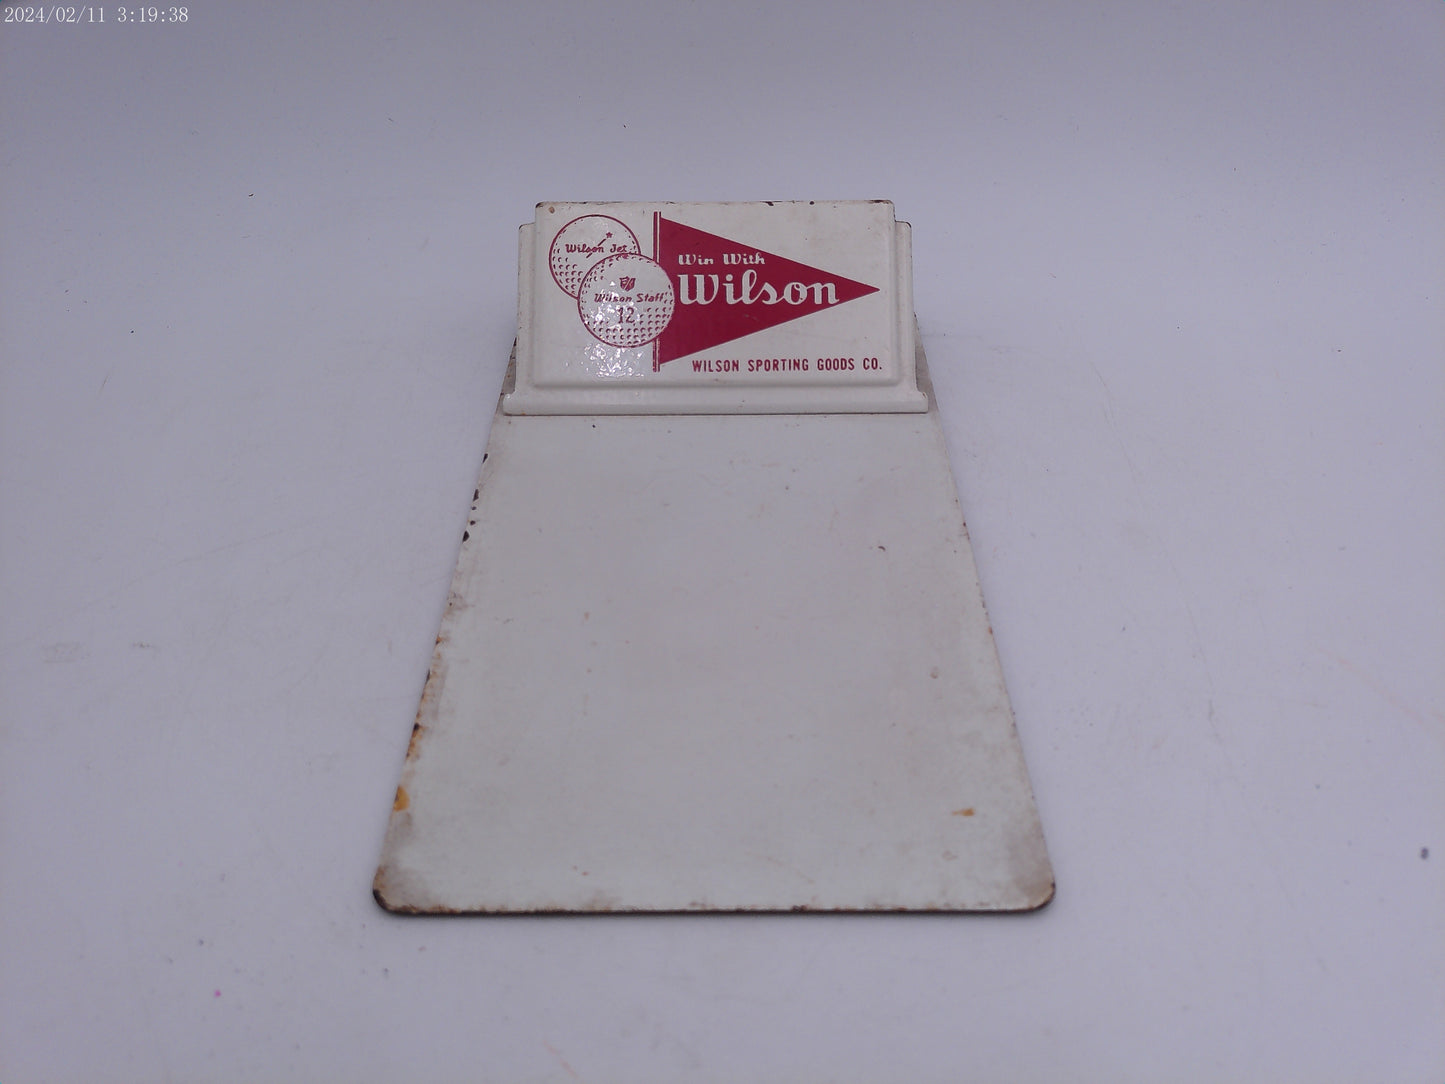 2024/02/11 3:19:38
Wilson Jet
Wilson Staff
12
Win With
Wilson
WILSON SPORTING GOODS CO.